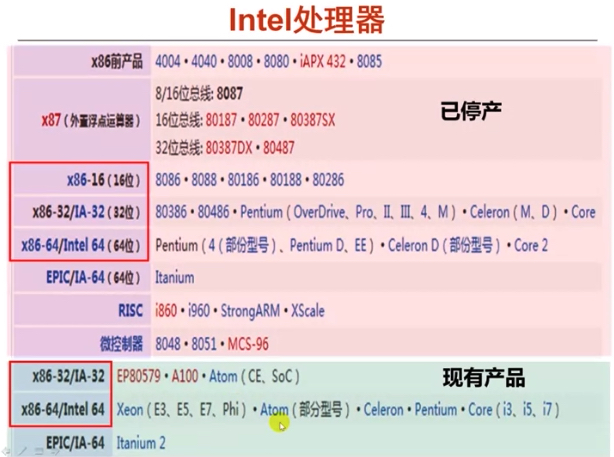 Intel处理器
x86前产品 4004 • 4040 • 8008 • 8080 • iAPX 432 • 8085
8/16位总线: 8087
x87（外置浮点运算器） 16位总线: 80187 • 80287 • 80387SX
32位总线: 80387DX • 80487
已停产
x86-16（16位） 8086 • 8088 • 80186 • 80188 • 80286
x86-32/IA-32（32位） 80386 • 80486 • Pentium（OverDrive、Pro、II、III、4、M）• Celeron（M、D）• Core
x86-64/Intel 64（64位） Pentium（4（部份型号）、Pentium D、EE）• Celeron D（部份型号）• Core 2
EPIC/IA-64（64位） Itanium
RISC i860 • i960 • StrongARM • XScale
微控制器 8048 • 8051 • MCS-96
x86-32/IA-32 EP80579 • A100 • Atom（CE、SoC）
现有产品
x86-64/Intel 64 Xeon（E3、E5、E7、Phi）• Atom（部分型号）• Celeron • Pentium • Core（i3、i5、i7）
EPIC/IA-64 Itanium 2